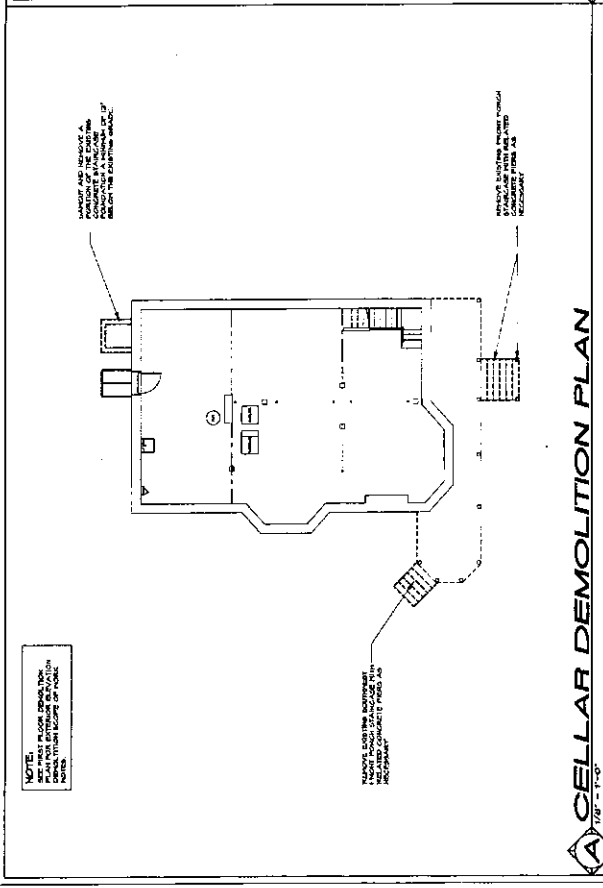 NOTE:
SEE FIRST FLOOR DEMOLITION
PLAN FOR EXTERIOR ELEVATION
DEMOLITION SCOPE OF WORK
NOTES.
SAWCUT AND REMOVE A
PORTION OF THE EXISTING
CONCRETE STAIRCASE
FOUNDATION A MINIMUM OF 12"
BELOW THE EXISTING GRADE.
REMOVE EXISTING SOUTHWEST
FRONT PORCH STAIRCASE WITH
RELATED CONCRETE PIERS AS
NECESSARY
REMOVE EXISTING FRONT PORCH
STAIRCASE WITH RELATED
CONCRETE PIERS AS
NECESSARY
A
CELLAR DEMOLITION PLAN
1/8" = 1'-0"